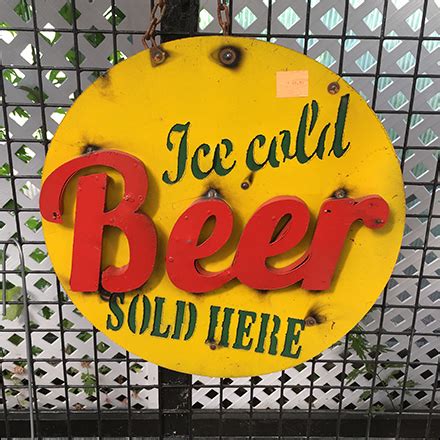 Ice cold
Beer
SOLD HERE